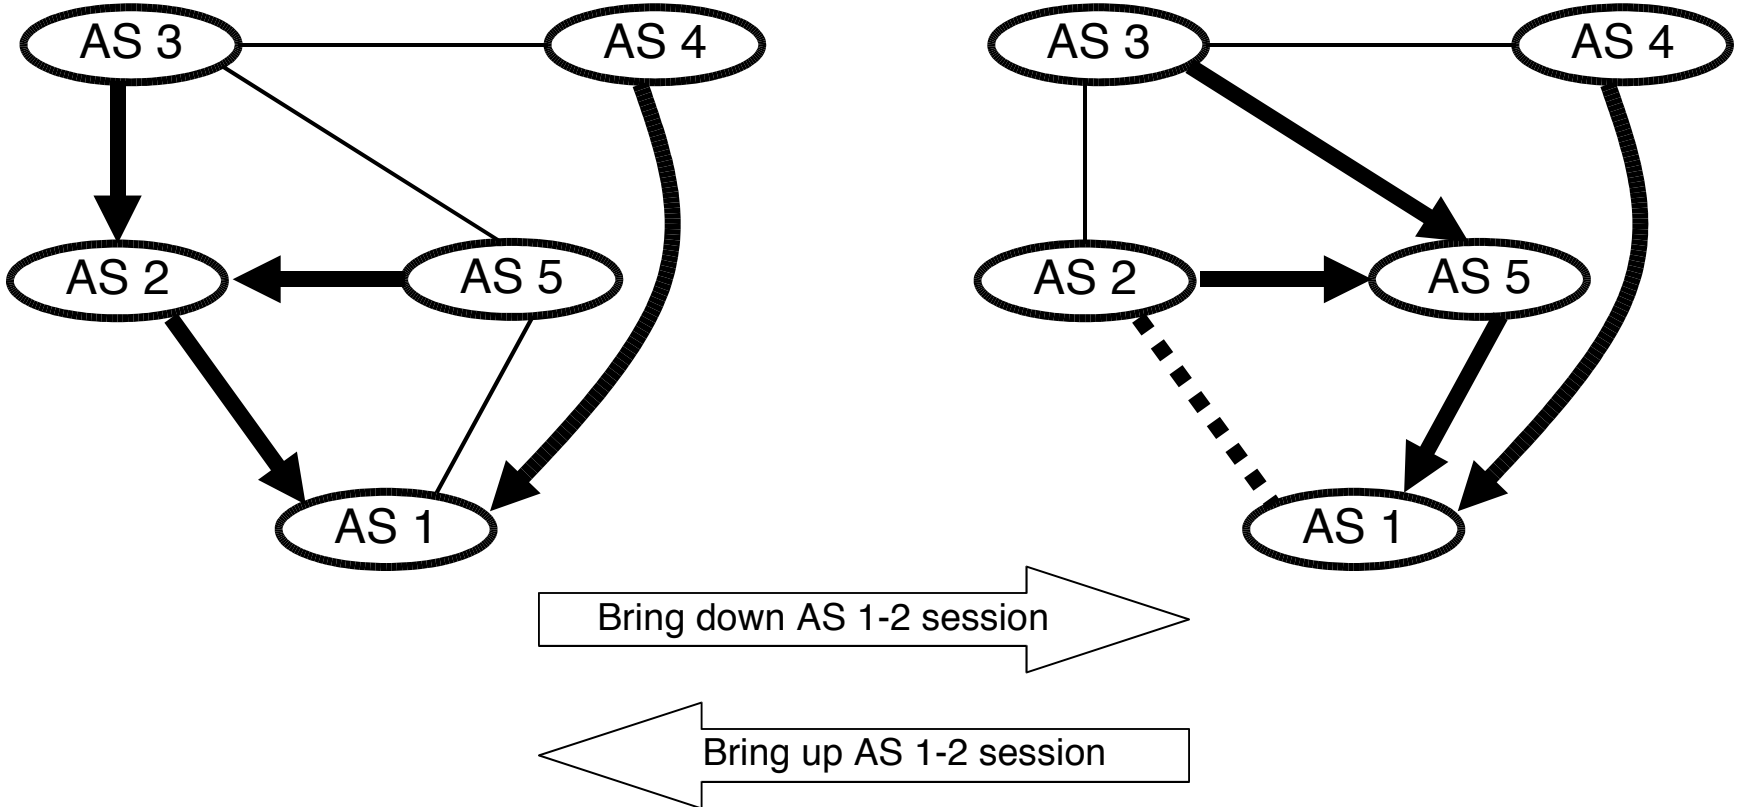 AS 3
AS 4
AS 3
AS 4
AS 2
AS 5
AS 2
AS 5
AS 1
AS 1
Bring down AS 1-2 session
Bring up AS 1-2 session